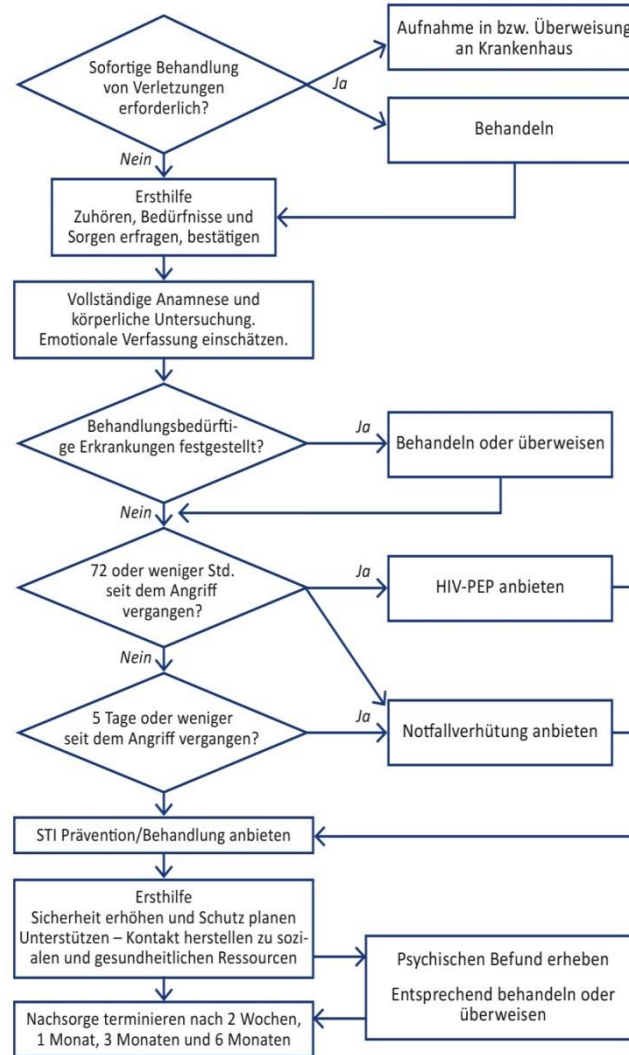 Sofortige Behandlung
von Verletzungen
erforderlich?
Ja
Aufnahme in bzw. Überweisung
an Krankenhaus
Behandeln
Nein
Ersthilfe
Zuhören, Bedürfnisse und
Sorgen erfragen, bestätigen
Vollständige Anamnese und
körperliche Untersuchung.
Emotionale Verfassung einschätzen.
Behandlungsbedürfti-
ge Erkrankungen festgestellt?
Ja
Behandeln oder überweisen
Nein
72 oder weniger Std.
seit dem Angriff
vergangen?
Ja
HIV-PEP anbieten
Nein
5 Tage oder weniger
seit dem Angriff vergangen?
Ja
Notfallverhütung anbieten
STI Prävention/Behandlung anbieten
Ersthilfe
Sicherheit erhöhen und Schutz planen
Unterstützen – Kontakt herstellen zu sozi-
alen und gesundheitlichen Ressourcen
Psychischen Befund erheben
Entsprechend behandeln oder
überweisen
Nachsorge terminieren nach 2 Wochen,
1 Monat, 3 Monaten und 6 Monaten